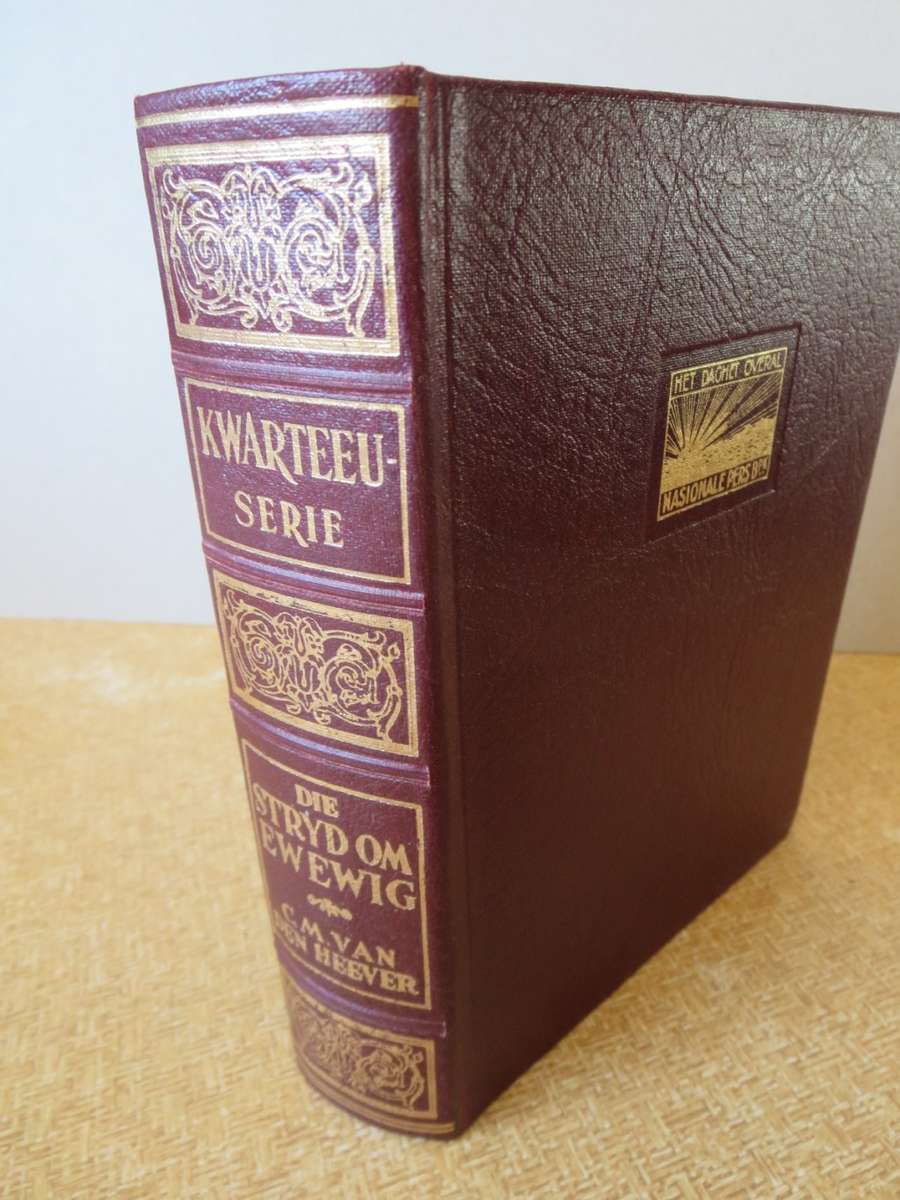 KWARTEEU-
SERIE
DIE
STRYD OM
EWEWIG
C. M. VAN
DEN HEEVER
HET DAGHET OVERAL
NASIONALE PERS BPK